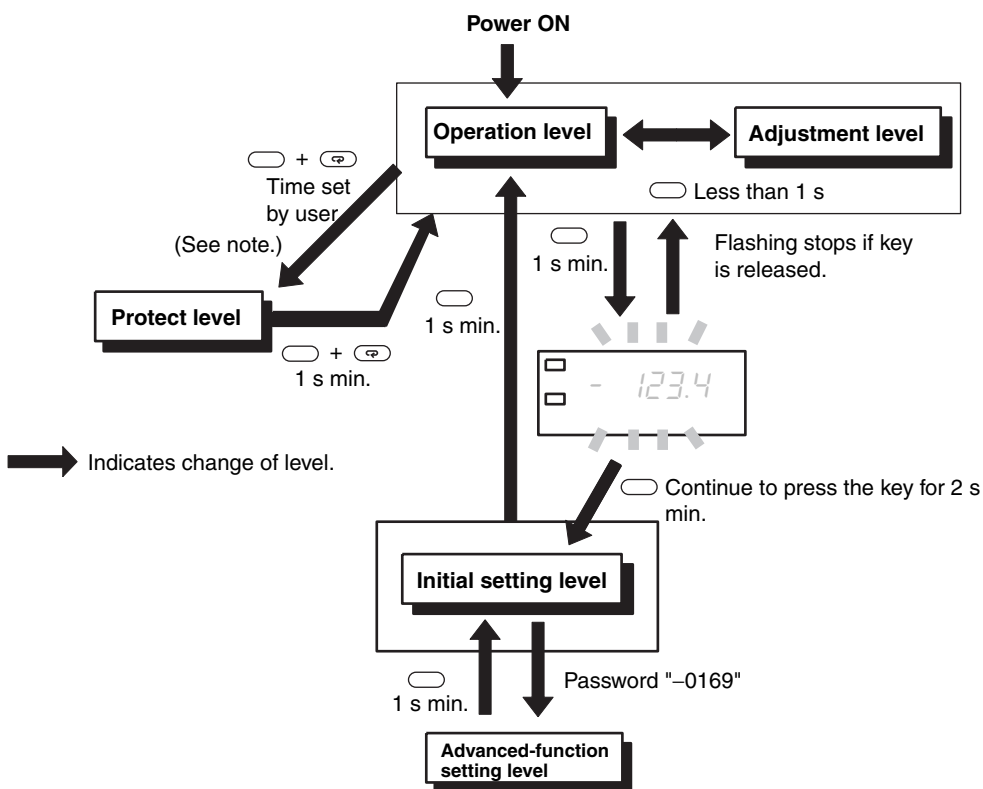 Power ON
Operation level
Adjustment level
+
Time set
by user
(See note.)
Less than 1 s
1 s min.
Flashing stops if key
is released.
Protect level
+
1 s min.
1 s min.
- 123.4
Indicates change of level.
Continue to press the key for 2 s
min.
Initial setting level
1 s min.
Password "–0169"
Advanced-function
setting level